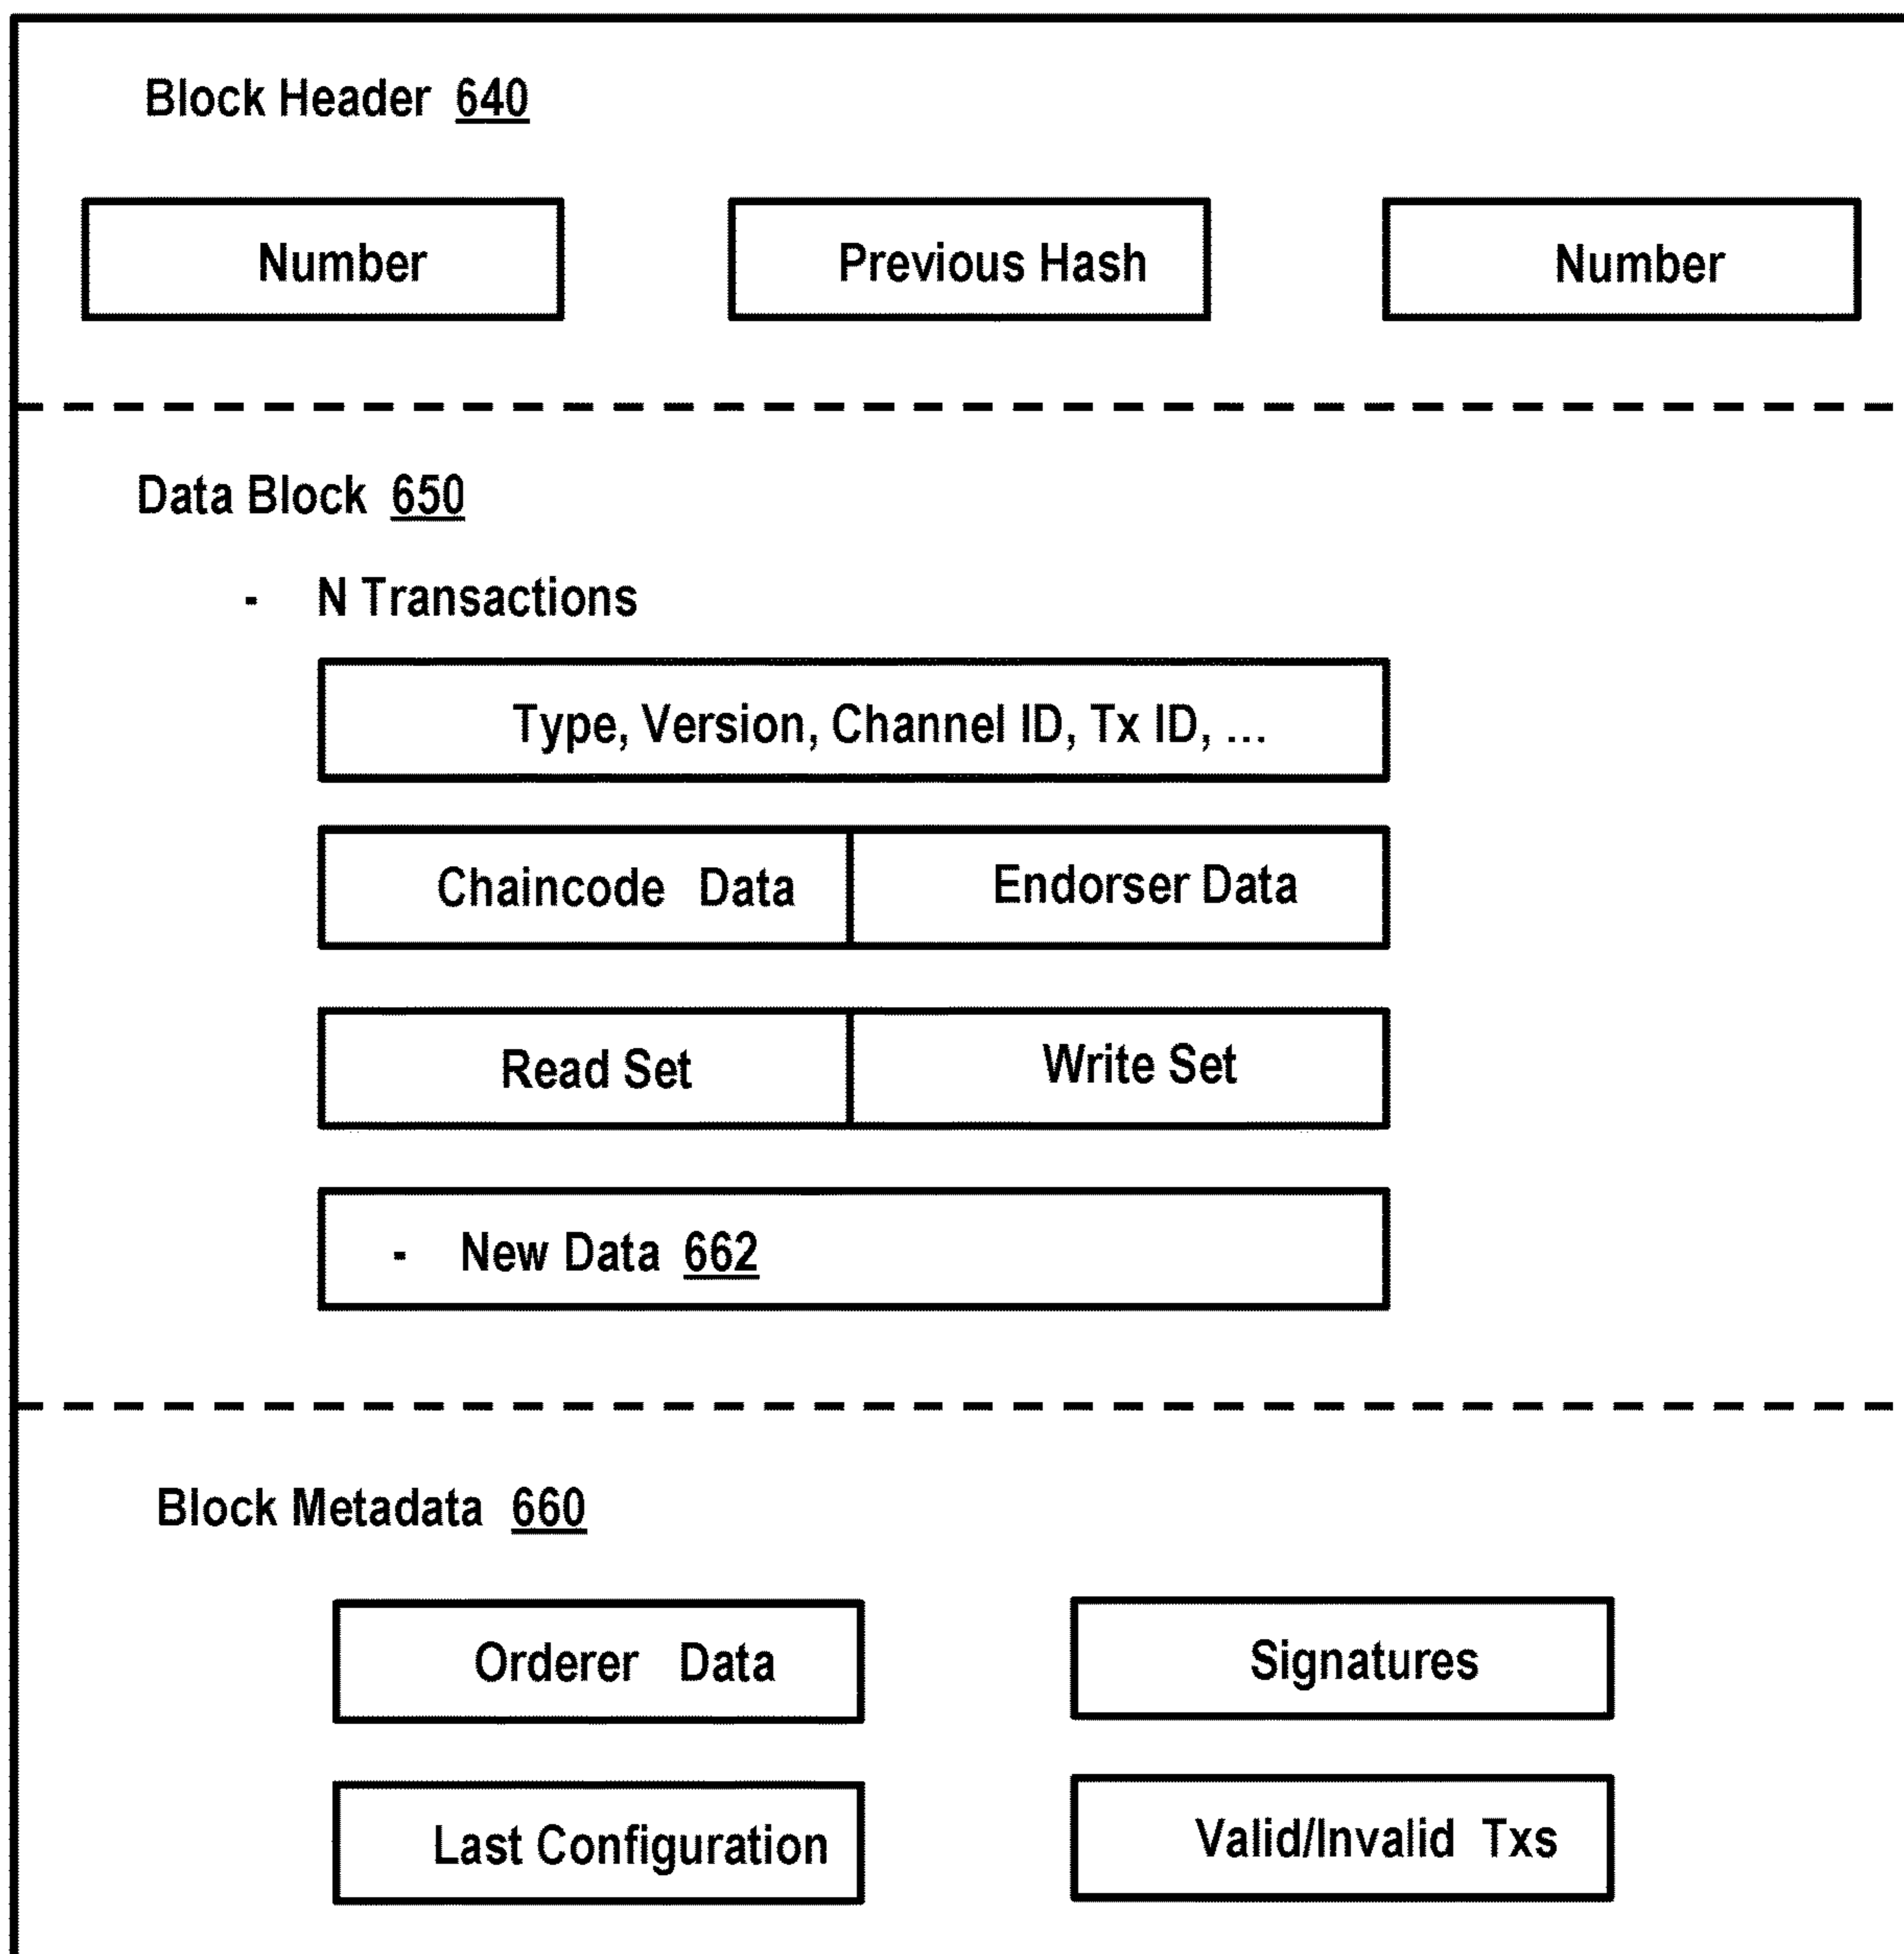 Block Header 640
Number
Previous Hash
Number
Data Block 650
- N Transactions
Type, Version, Channel ID, Tx ID, ...
Chaincode Data
Endorser Data
Read Set
Write Set
- New Data 662
Block Metadata 660
Orderer Data
Signatures
Last Configuration
Valid/Invalid Txs